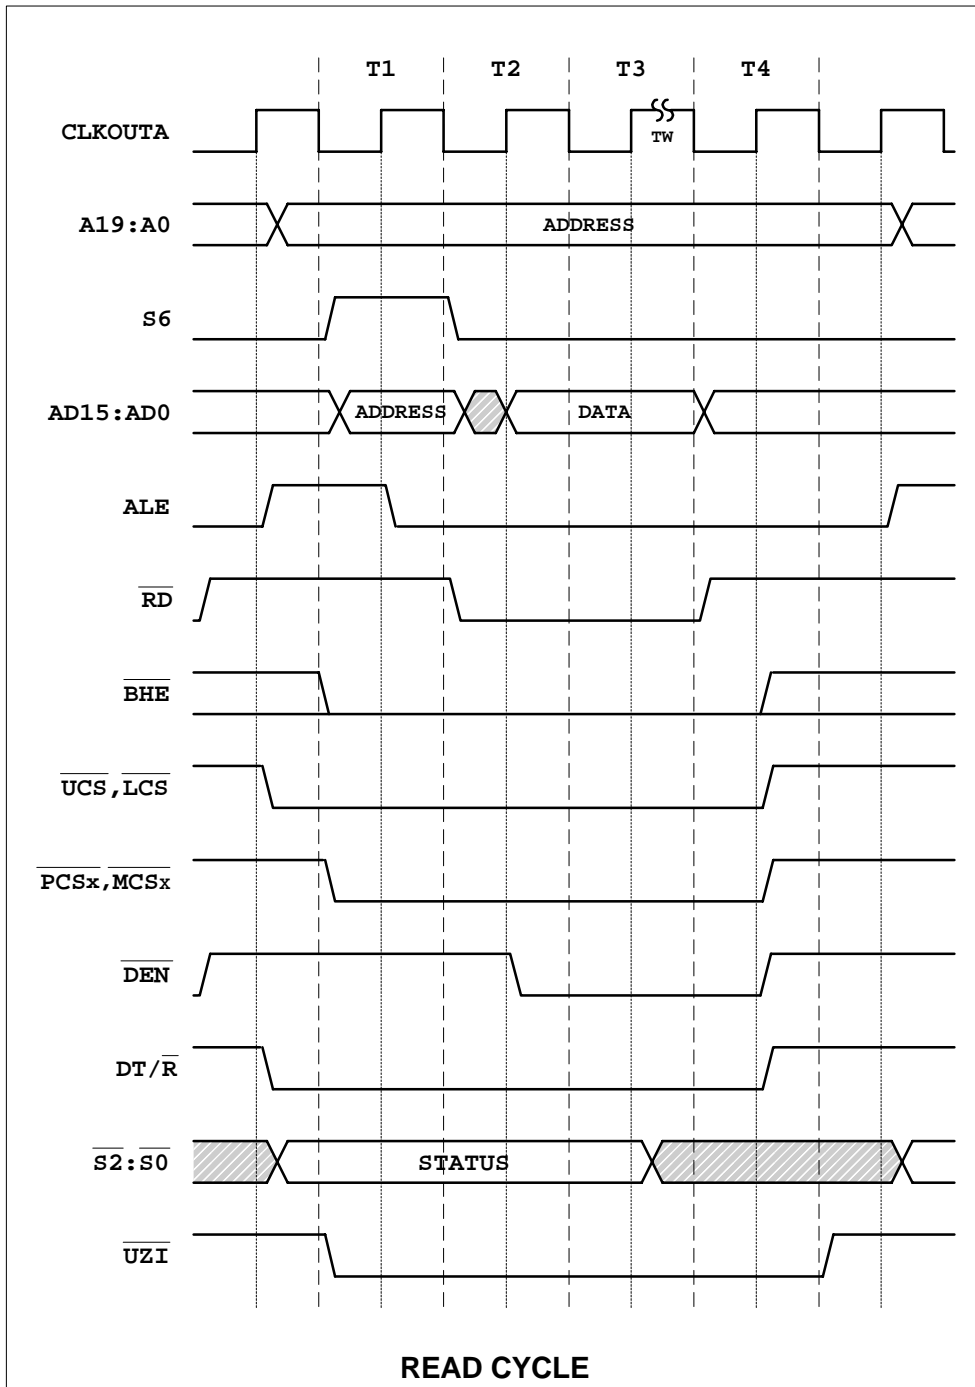 T1 T2 T3 T4
CLKOUTA TW
A19:A0 ADDRESS
S6
AD15:AD0 ADDRESS DATA
ALE
RD
BHE
UCS,LCS
PCSx,MCSx
DEN
DT/R
S2:S0 STATUS
UZI
READ CYCLE